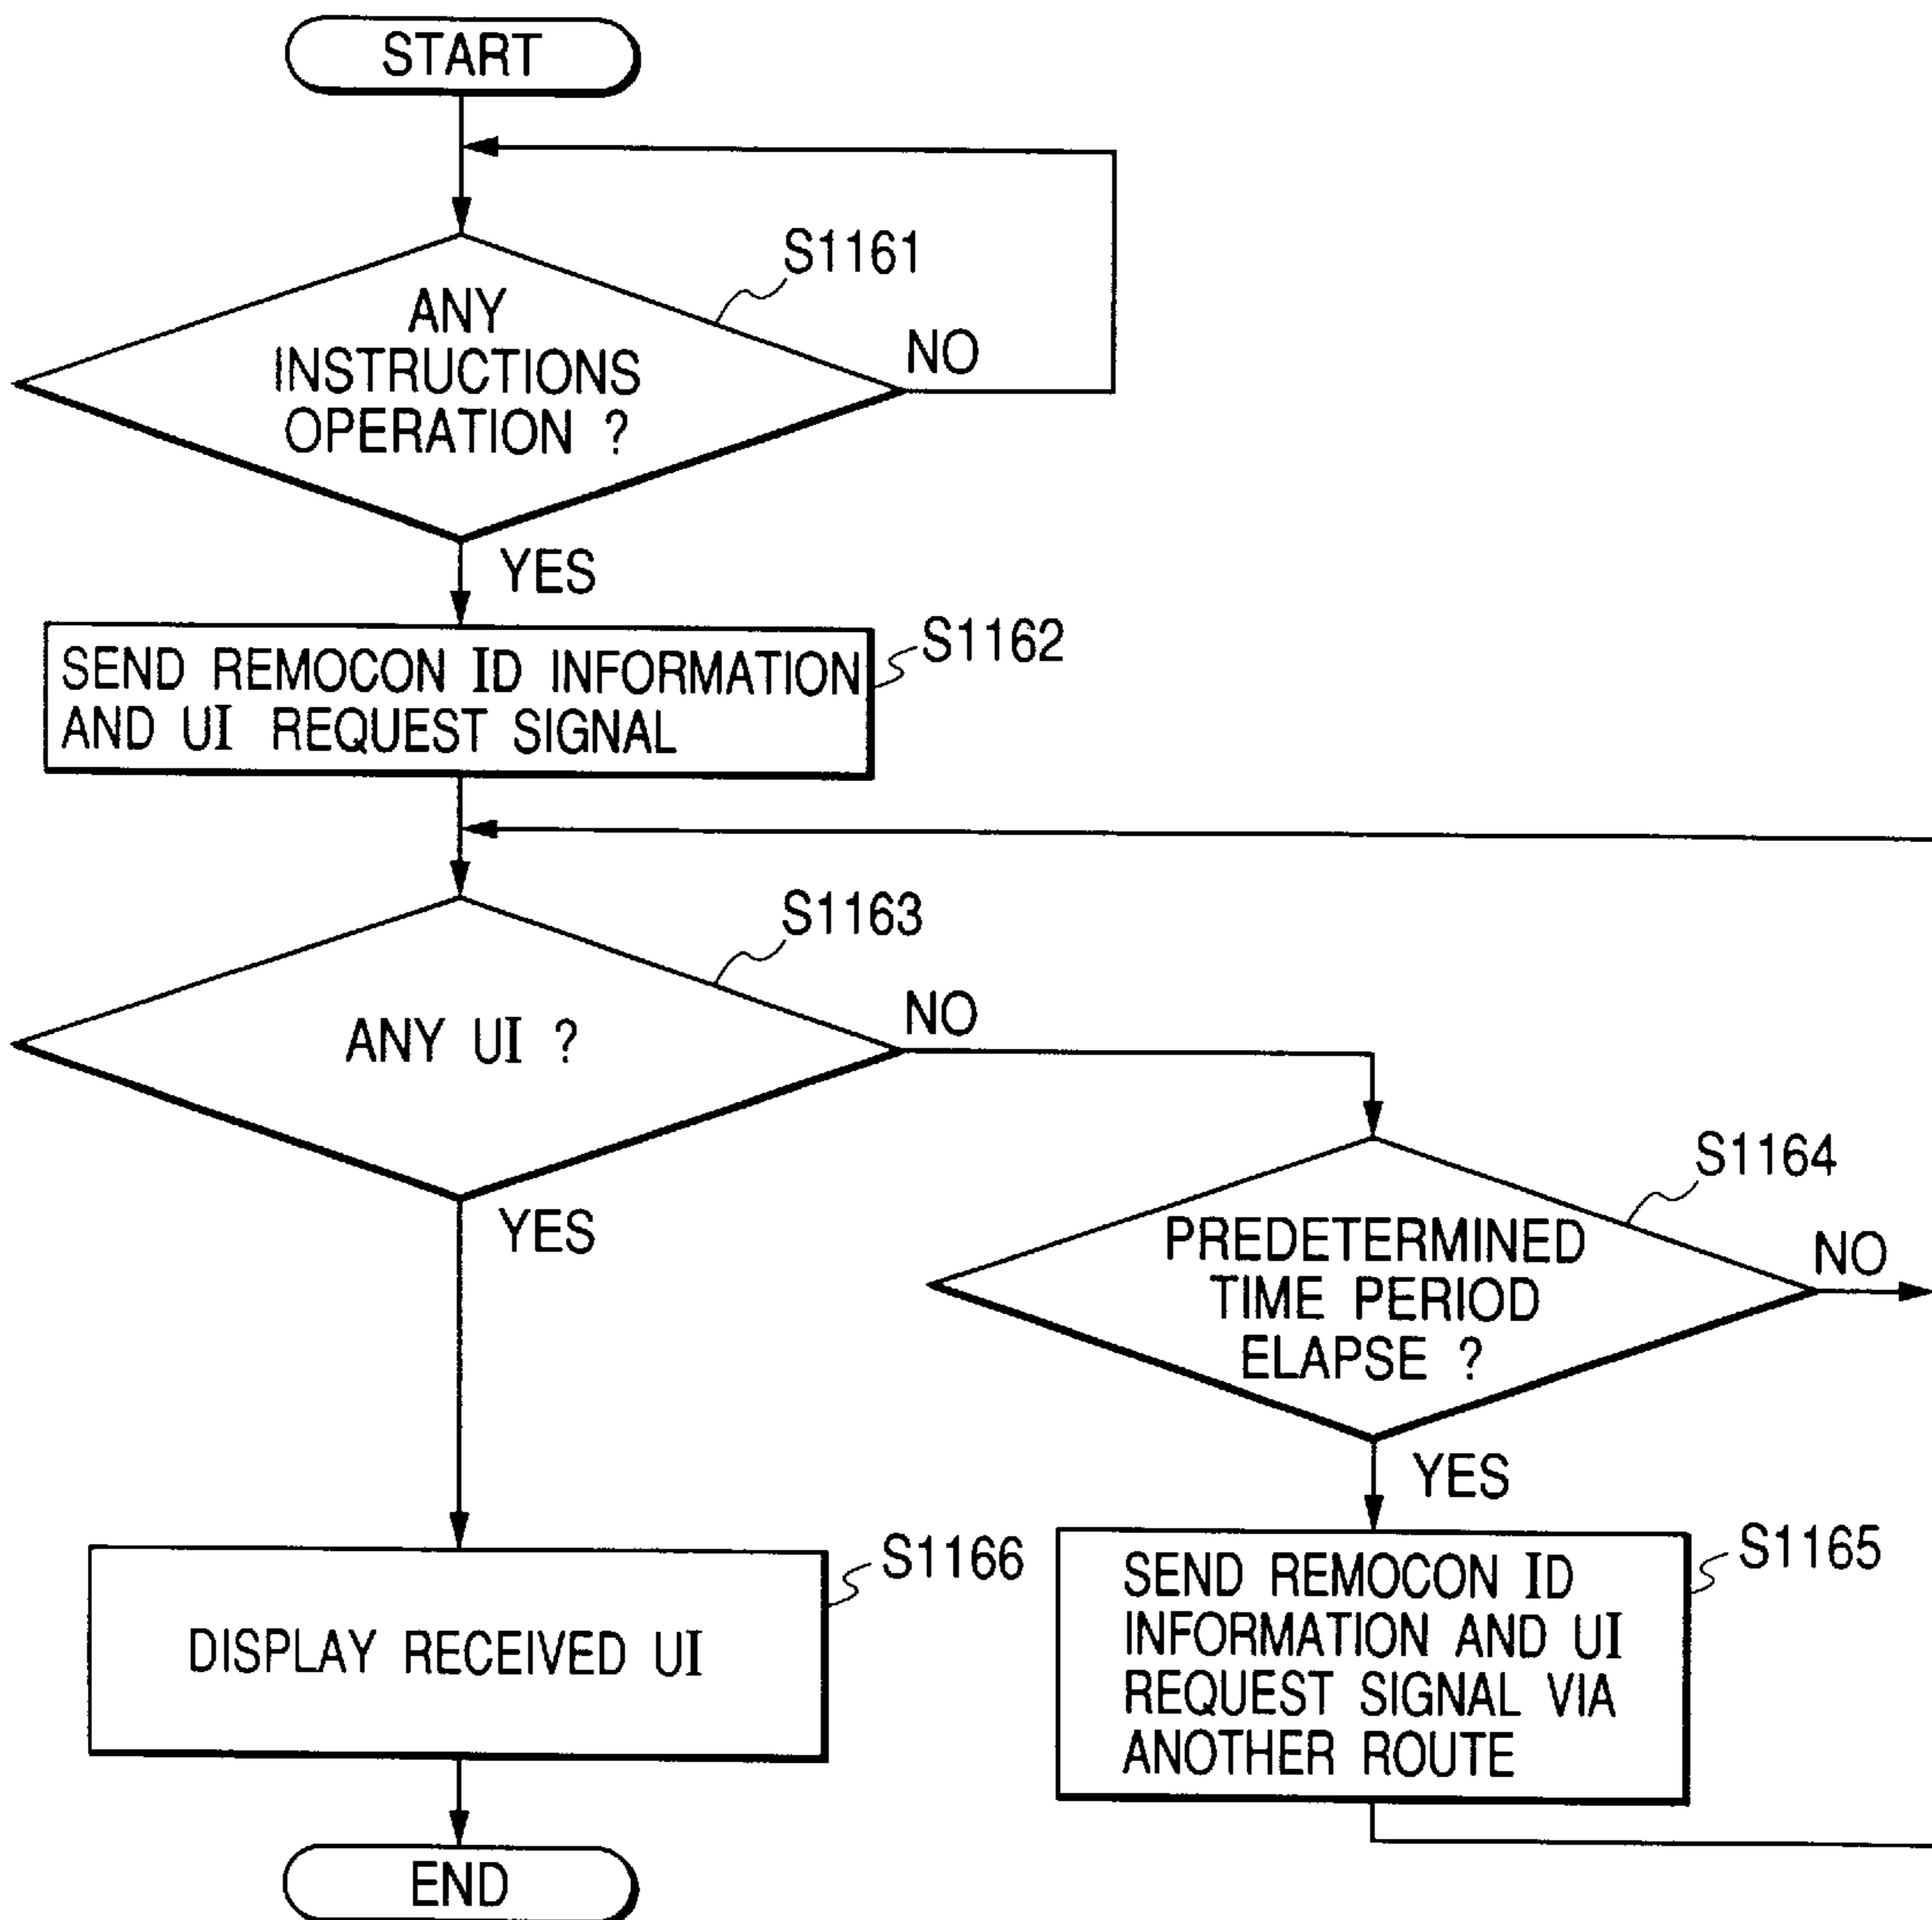 START
S1161
ANY
INSTRUCTIONS
OPERATION ?
NO
YES
S1162
SEND REMOCON ID INFORMATION
AND UI REQUEST SIGNAL
S1163
ANY UI ?
NO
YES
S1164
PREDETERMINED
TIME PERIOD
ELAPSE ?
NO
YES
S1166
DISPLAY RECEIVED UI
S1165
SEND REMOCON ID
INFORMATION AND UI
REQUEST SIGNAL VIA
ANOTHER ROUTE
END